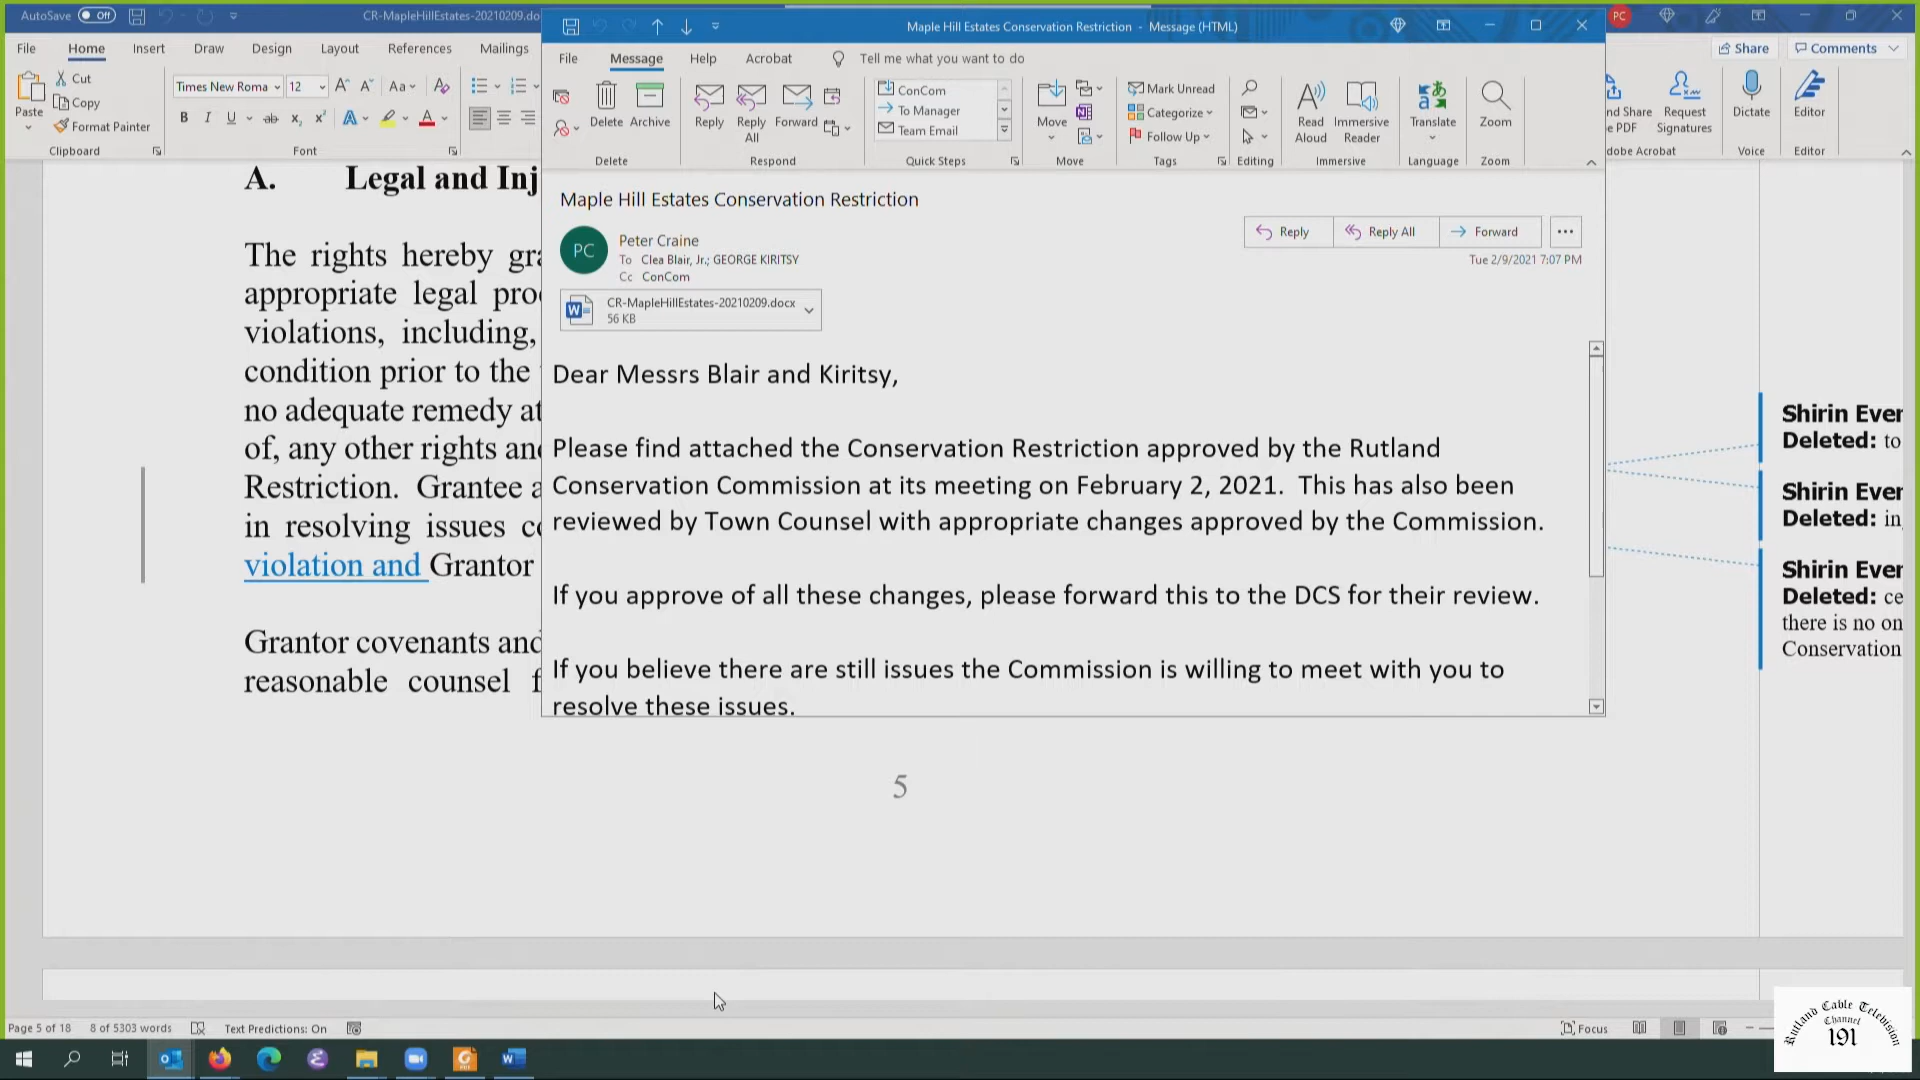 AutoSave Off CR-MapleHillEstates-20210209.do
Maple Hill Estates Conservation Restriction - Message (HTML)
PC
File Home Insert Draw Design Layout References Mailings
File Message Help Acrobat Tell me what you want to do
Share Comments
Paste
Cut
Copy
Format Painter
Clipboard
Times New Roma 12
Font
Delete Archive
Delete
Reply Reply All Forward
Respond
ConCom
To Manager
Team Email
Quick Steps
Move
Move
Mark Unread
Categorize
Follow Up
Tags
Editing
Read Aloud
Immersive Reader
Immersive
Translate
Language
Zoom
Zoom
nd Share
e PDF
Request Signatures
dobe Acrobat
Dictate
Voice
Editor
Editor
A. Legal and Inj
The rights hereby gra
appropriate legal pro
violations, including,
condition prior to the
no adequate remedy at
of, any other rights and
Restriction. Grantee a
in resolving issues co
violation and Grantor
Grantor covenants and
reasonable counsel f
Maple Hill Estates Conservation Restriction
PC
Peter Craine
To Clea Blair, Jr.; GEORGE KIRITSY
Cc ConCom
Reply Reply All Forward
Tue 2/9/2021 7:07 PM
CR-MapleHillEstates-20210209.docx
56 KB
Dear Messrs Blair and Kiritsy,
Please find attached the Conservation Restriction approved by the Rutland
Conservation Commission at its meeting on February 2, 2021. This has also been
reviewed by Town Counsel with appropriate changes approved by the Commission.
If you approve of all these changes, please forward this to the DCS for their review.
If you believe there are still issues the Commission is willing to meet with you to
resolve these issues.
Shirin Ever
Deleted: to
Shirin Ever
Deleted: in
Shirin Ever
Deleted: ce
there is no on
Conservation
5
Page 5 of 18 8 of 5303 words Text Predictions: On
Focus
Rutland Cable Television
Channel
191